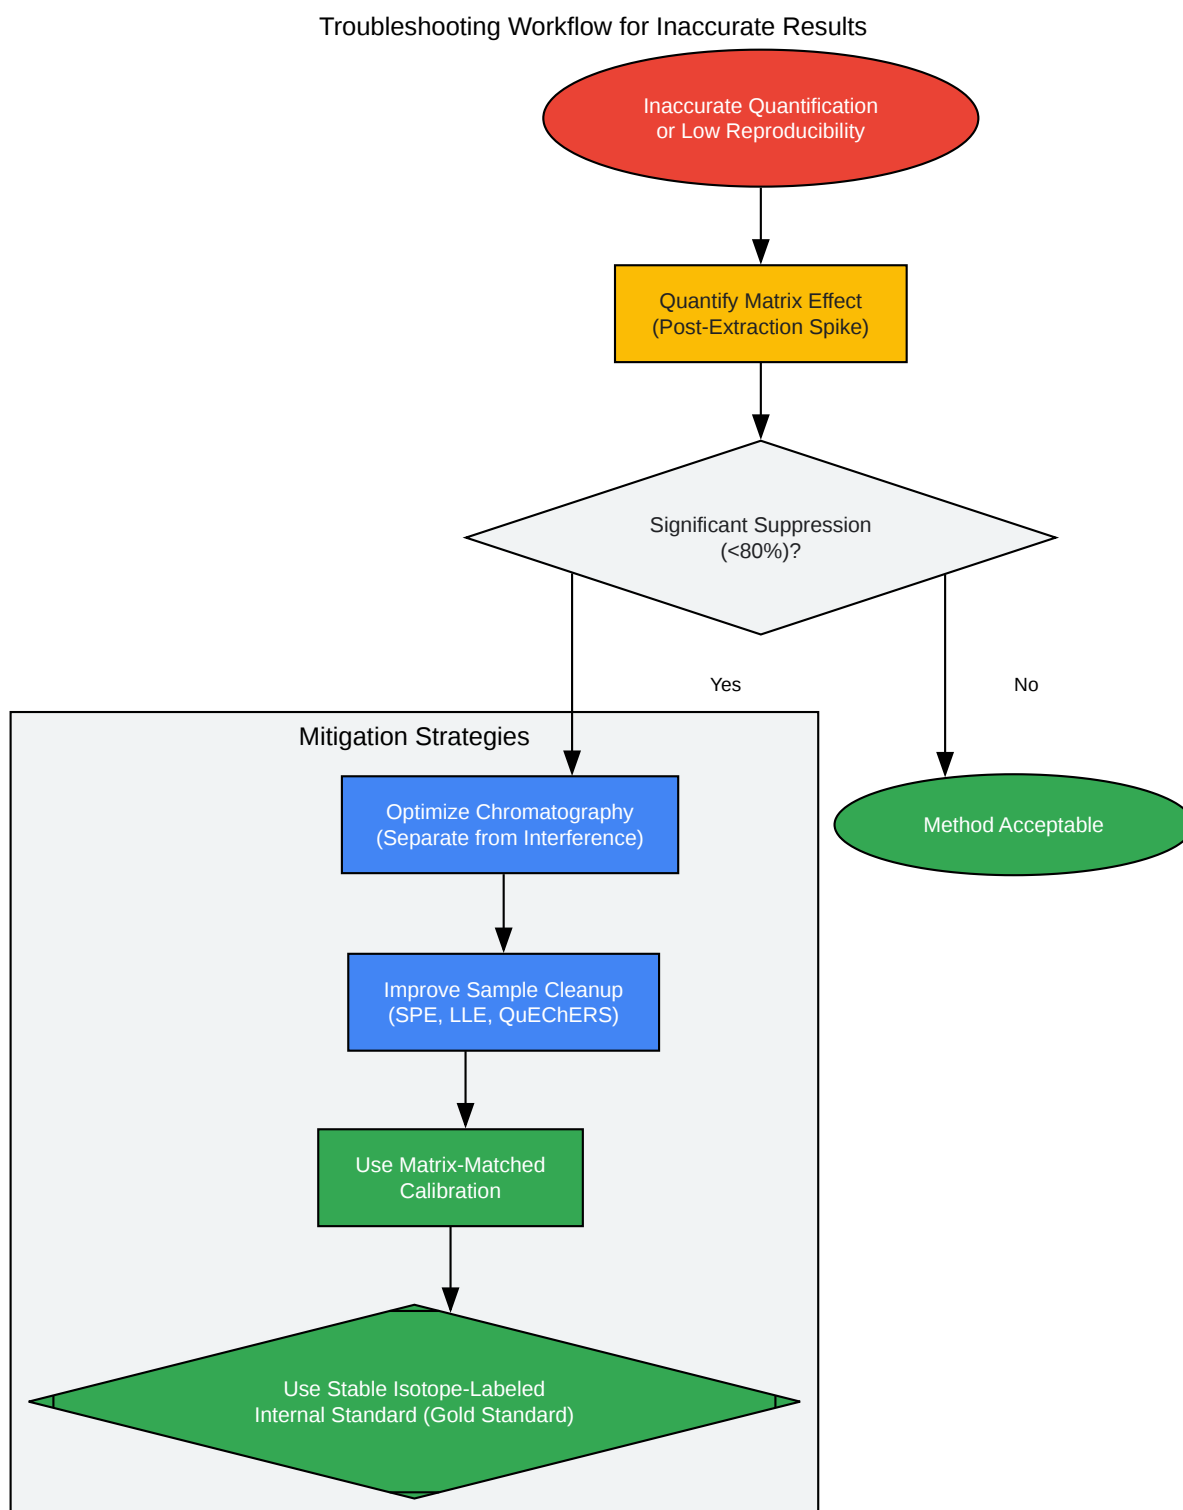 Troubleshooting Workflow for Inaccurate Results
Inaccurate Quantification
or Low Reproducibility
Quantify Matrix Effect
(Post-Extraction Spike)
Significant Suppression
(<80%)?
Yes
No
Mitigation Strategies
Optimize Chromatography
(Separate from Interference)
Method Acceptable
Improve Sample Cleanup
(SPE, LLE, QuEChERS)
Use Matrix-Matched
Calibration
Use Stable Isotope-Labeled
Internal Standard (Gold Standard)